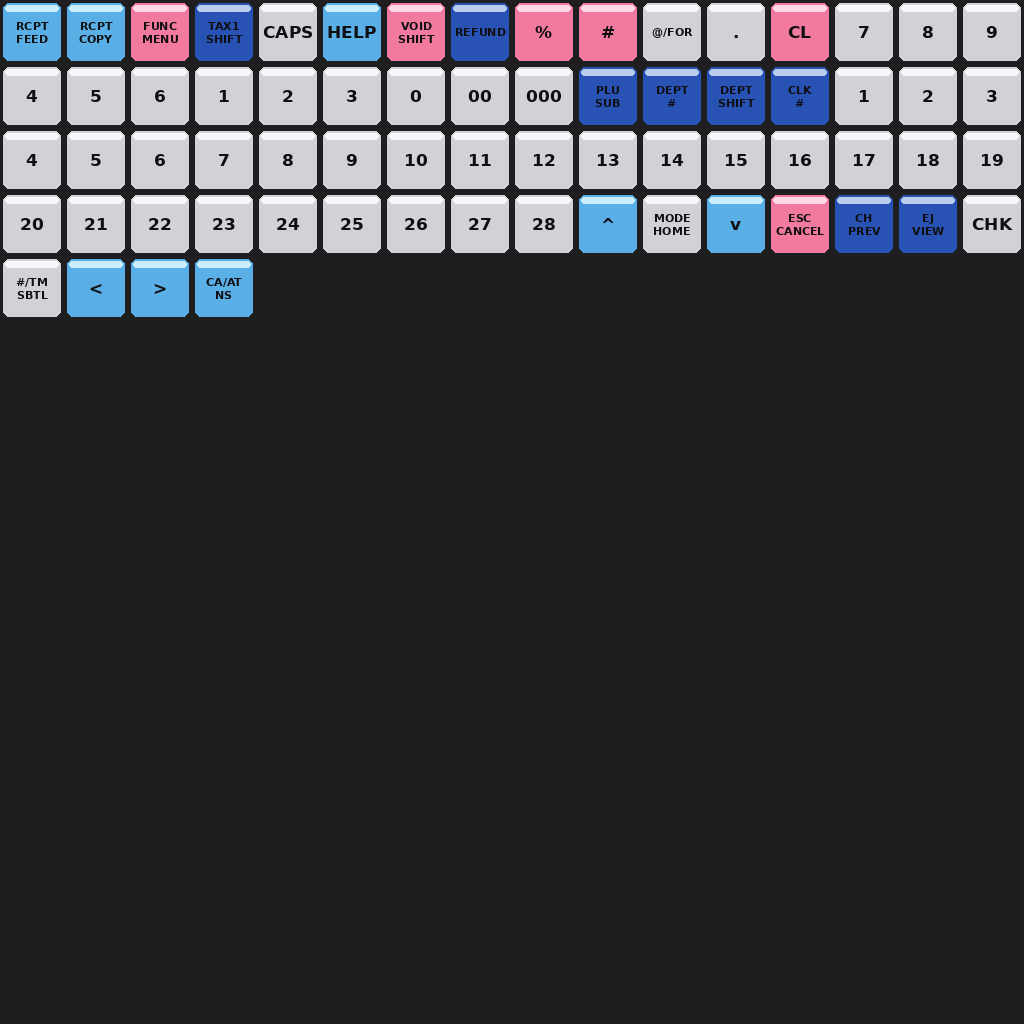 RCPT FEED RCPT COPY FUNC MENU TAX1 SHIFT CAPS HELP VOID SHIFT REFUND % # @/FOR . CL 7 8 9
4 5 6 1 2 3 0 00 000 PLU SUB DEPT # DEPT SHIFT CLK # 1 2 3
4 5 6 7 8 9 10 11 12 13 14 15 16 17 18 19
20 21 22 23 24 25 26 27 28 ^ MODE HOME v ESC CANCEL CH PREV EJ VIEW CHK
#/TM SBTL < > CA/AT NS